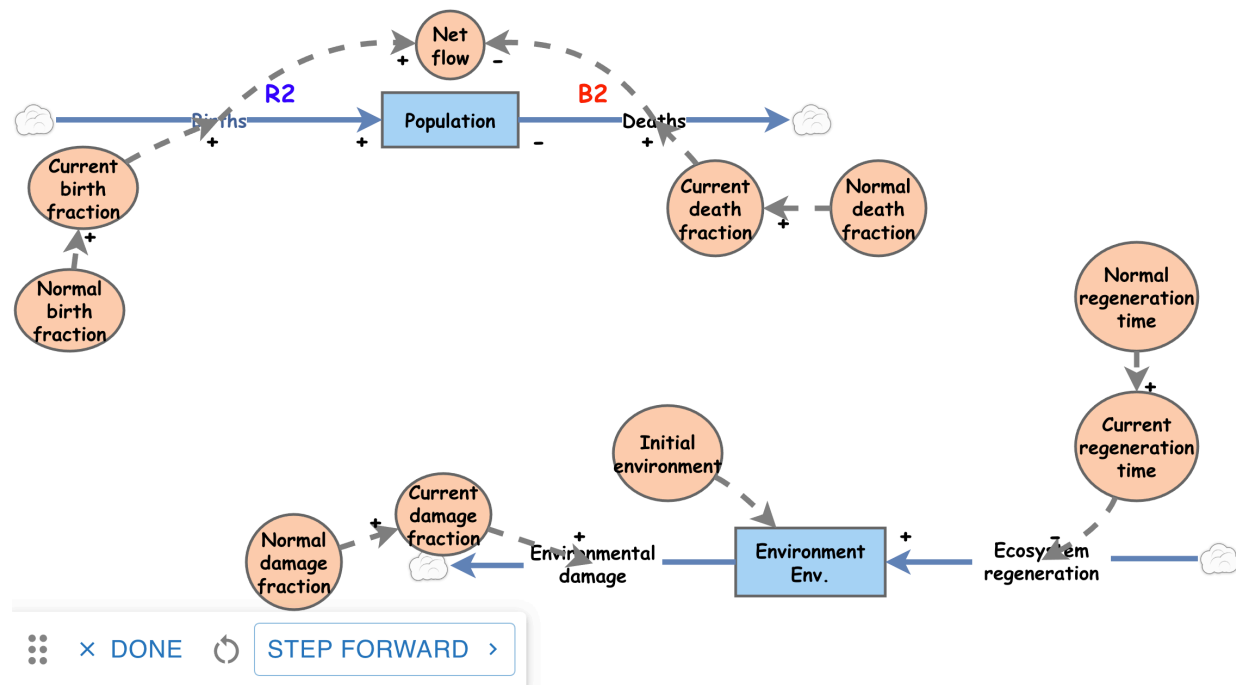 Net
flow
+
-
R2
B2
Births
Population
Deaths
+
+
-
+
Current
birth
fraction
Current
death
fraction
Normal
death
fraction
+
+
Normal
birth
fraction
Normal
regeneration
time
+
Current
regeneration
time
Initial
environment
Current
damage
fraction
+
Normal
damage
fraction
+
Environmental
damage
Environment
Env.
+
-
Ecosystem
regeneration
× DONE
STEP FORWARD >